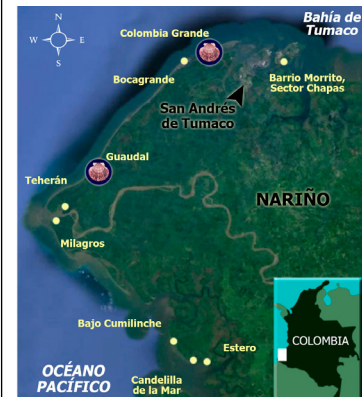 N
W E
S
Bahía de
Tumaco
Colombia Grande
Bocagrande
Barrio Morrito,
Sector Chapas
San Andrés
de Tumaco
Guaudal
Teherán
NARIÑO
Milagros
Bajo Cumilinche
Estero
COLOMBIA
OCÉANO
PACÍFICO
Candelilla
de la Mar